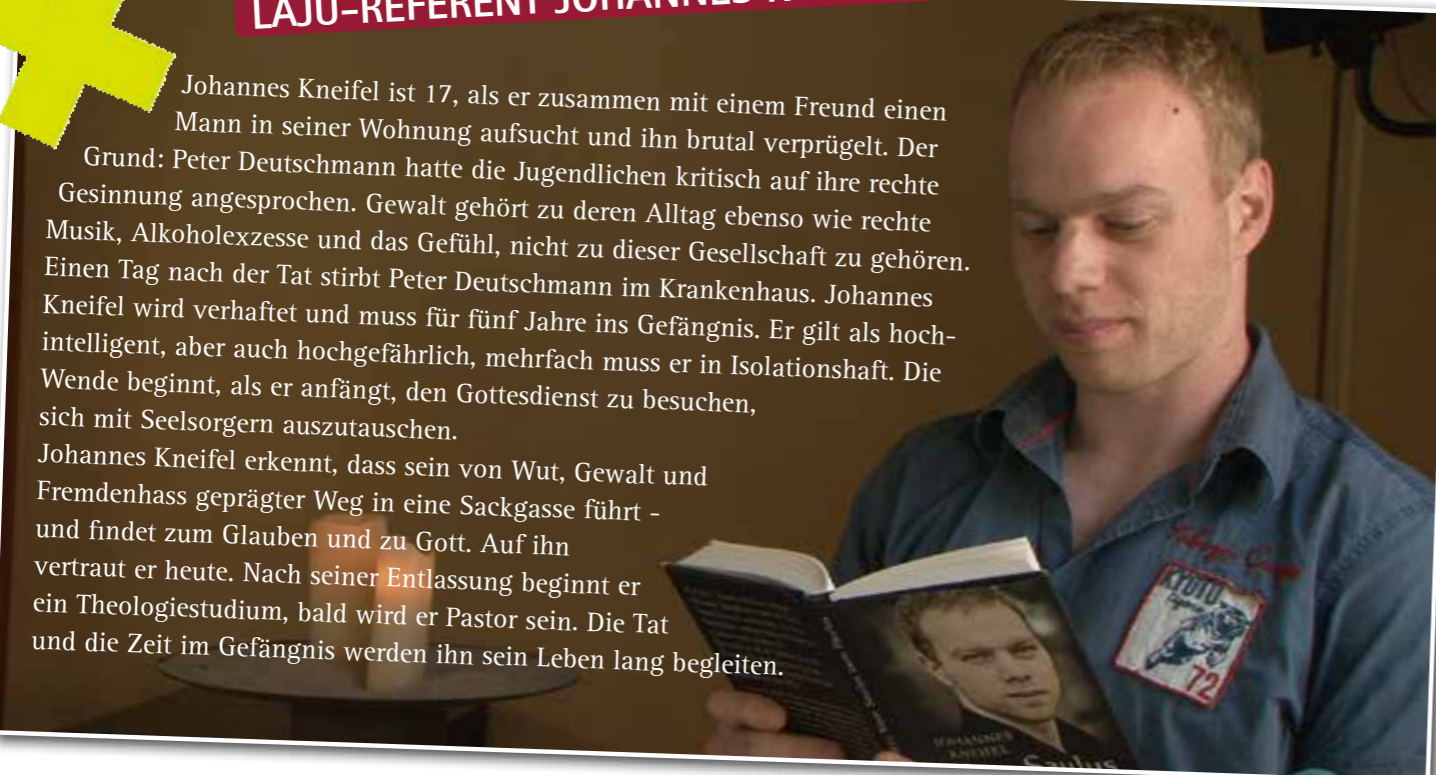 LAJU-REFERENT JOHANNES
Johannes Kneifel ist 17, als er zusammen mit einem Freund einen
Mann in seiner Wohnung aufsucht und ihn brutal verprügelt. Der
Grund: Peter Deutschmann hatte die Jugendlichen kritisch auf ihre rechte
Gesinnung angesprochen. Gewalt gehört zu deren Alltag ebenso wie rechte
Musik, Alkoholexzesse und das Gefühl, nicht zu dieser Gesellschaft zu gehören.
Einen Tag nach der Tat stirbt Peter Deutschmann im Krankenhaus. Johannes
Kneifel wird verhaftet und muss für fünf Jahre ins Gefängnis. Er gilt als hoch-
intelligent, aber auch hochgefährlich, mehrfach muss er in Isolationshaft. Die
Wende beginnt, als er anfängt, den Gottesdienst zu besuchen,
sich mit Seelsorgern auszutauschen.
Johannes Kneifel erkennt, dass sein von Wut, Gewalt und
Fremdenhass geprägter Weg in eine Sackgasse führt -
und findet zum Glauben und zu Gott. Auf ihn
vertraut er heute. Nach seiner Entlassung beginnt er
ein Theologiestudium, bald wird er Pastor sein. Die Tat
und die Zeit im Gefängnis werden ihn sein Leben lang begleiten.
KYOTO
72
JOHANNES
KNEIFEL
Saulus